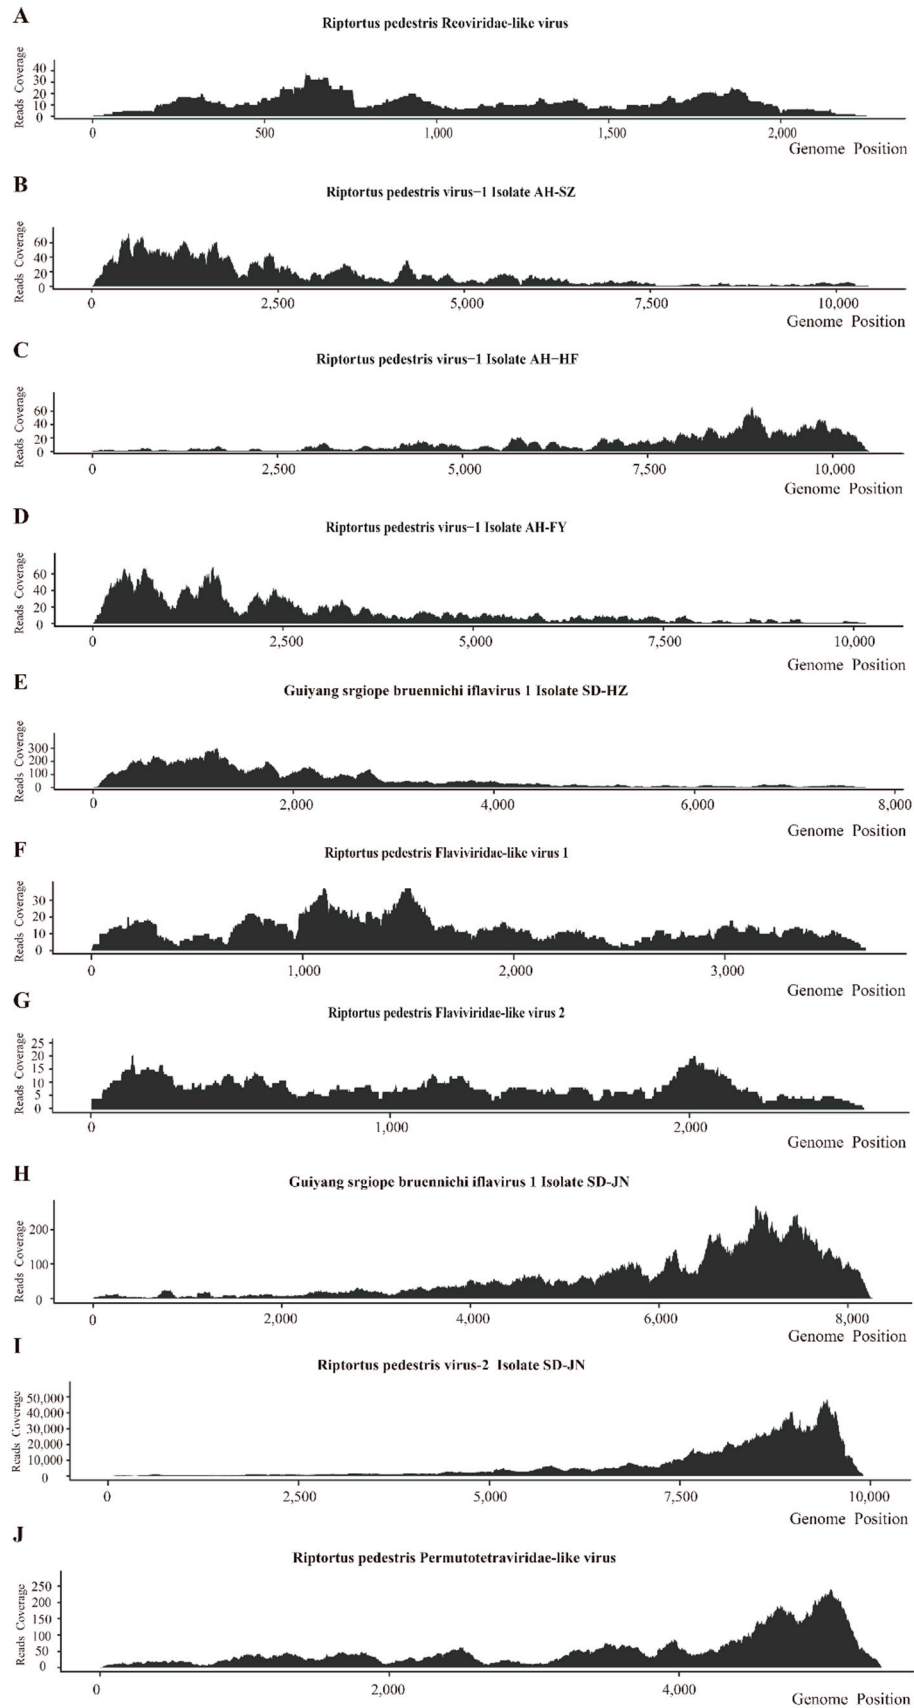 A
Riptortus pedestris Reoviridae-like virus
Reads Coverage
40
30
20
10
0
0 500 1,000 1,500 2,000
Genome Position
B
Riptortus pedestris virus−1 Isolate AH-SZ
Reads Coverage
60
40
20
0
0 2,500 5,000 7,500 10,000
Genome Position
C
Riptortus pedestris virus−1 Isolate AH−HF
Reads Coverage
60
40
20
0
0 2,500 5,000 7,500 10,000
Genome Position
D
Riptortus pedestris virus−1 Isolate AH-FY
Reads Coverage
60
40
20
0
0 2,500 5,000 7,500 10,000
Genome Position
E
Guiyang srgiope bruennichi iflavirus 1 Isolate SD-HZ
Reads Coverage
300
200
100
0
0 2,000 4,000 6,000 8,000
Genome Position
F
Riptortus pedestris Flaviviridae-like virus 1
Reads Coverage
30
20
10
0
0 1,000 2,000 3,000
Genome Position
G
Riptortus pedestris Flaviviridae-like virus 2
Reads Coverage
25
20
15
10
5
0
0 1,000 2,000
Genome Position
H
Guiyang srgiope bruennichi iflavirus 1 Isolate SD-JN
Reads Coverage
200
100
0
0 2,000 4,000 6,000 8,000
Genome Position
I
Riptortus pedestris virus-2 Isolate SD-JN
Reads Coverage
50,000
40,000
30,000
20,000
10,000
0
0 2,500 5,000 7,500 10,000
Genome Position
J
Riptortus pedestris Permutotetraviridae-like virus
Reads Coverage
250
200
150
100
50
0
0 2,000 4,000
Genome Position